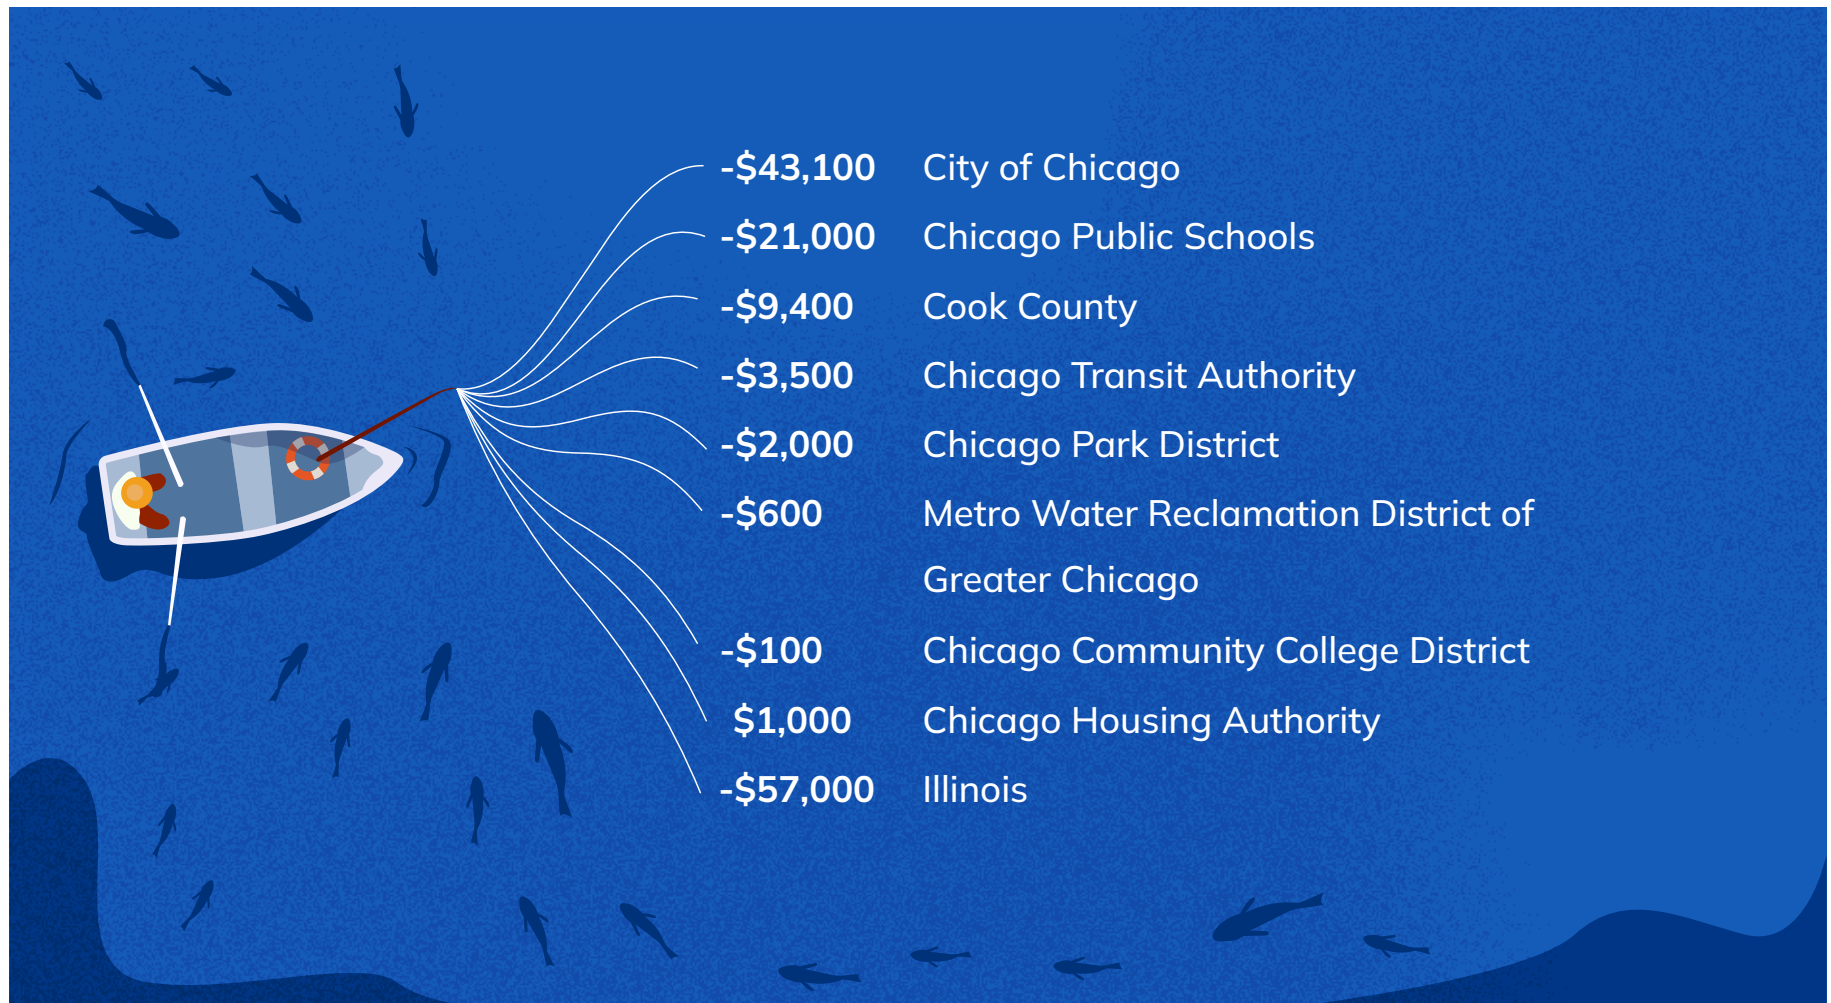 -$43,100 City of Chicago
-$21,000 Chicago Public Schools
-$9,400 Cook County
-$3,500 Chicago Transit Authority
-$2,000 Chicago Park District
-$600 Metro Water Reclamation District of
Greater Chicago
-$100 Chicago Community College District
$1,000 Chicago Housing Authority
-$57,000 Illinois